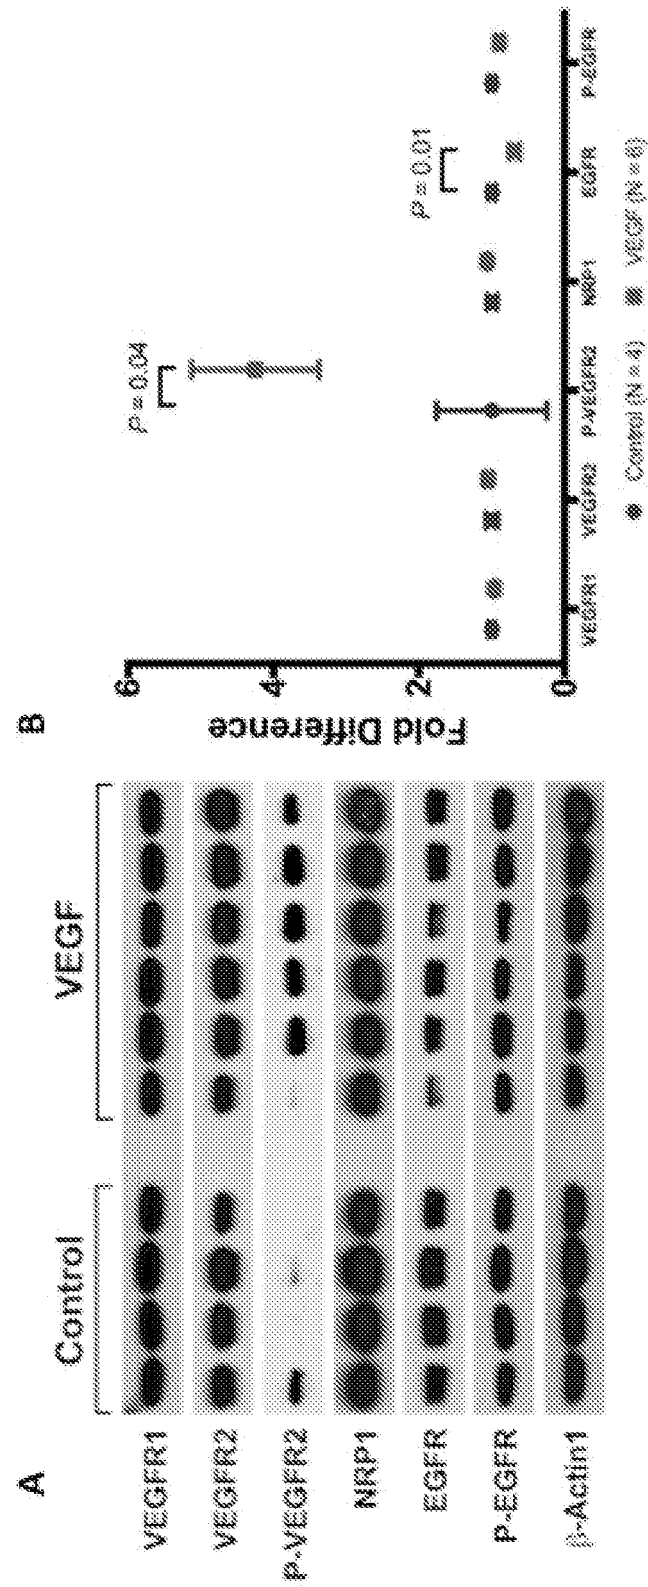 A
Control
VEGF
VEGFR1
VEGFR2
P-VEGFR2
NRP1
EGFR
P-EGFR
β-Actin1
B
Fold Difference
6
4
2
0
P = 0.04
P = 0.01
VEGFR1
VEGFR2
P-VEGFR2
NRP1
EGFR
P-EGFR
Control (N = 4)
VEGF (N = 6)